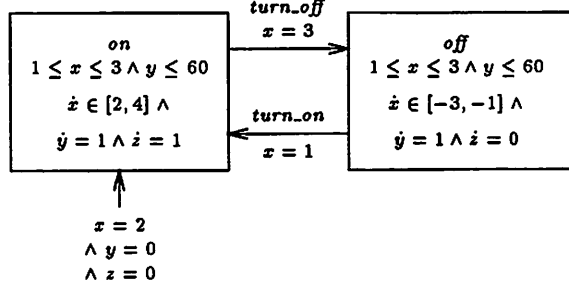 turn_off
x = 3
on
1 ≤ x ≤ 3 ∧ y ≤ 60
ẋ ∈ [2, 4] ∧
ẏ = 1 ∧ ż = 1
off
1 ≤ x ≤ 3 ∧ y ≤ 60
ẋ ∈ [−3, −1] ∧
ẏ = 1 ∧ ż = 0
turn_on
x = 1
x = 2
∧ y = 0
∧ z = 0